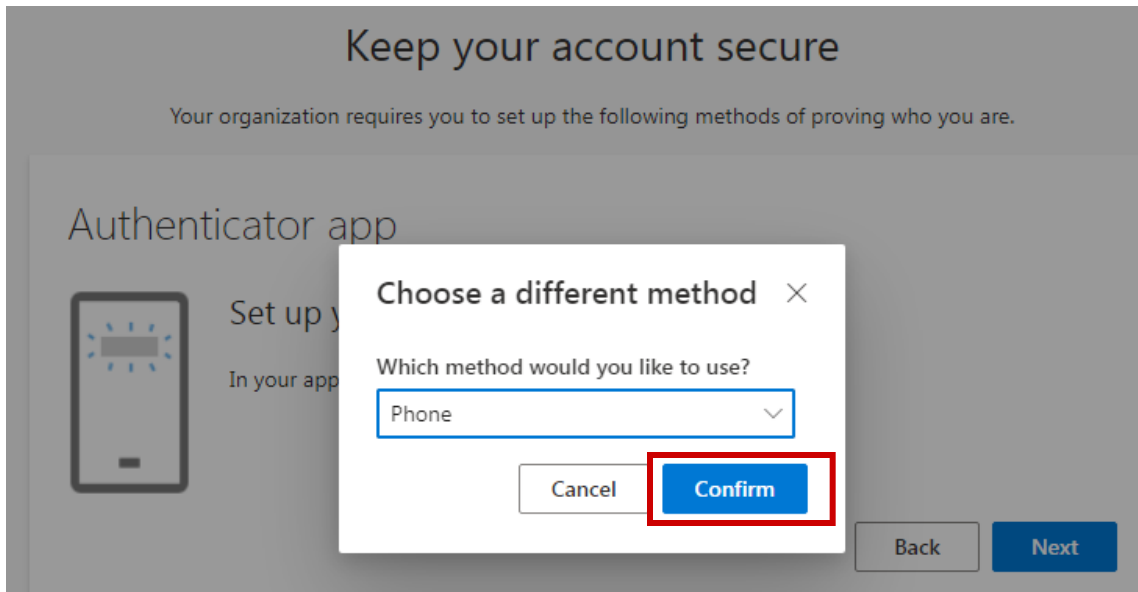 Keep your account secure
Your organization requires you to set up the following methods of proving who you are.
Authenticator app
Set up
In your app
Choose a different method
Which method would you like to use?
Phone
Cancel
Confirm
Back
Next